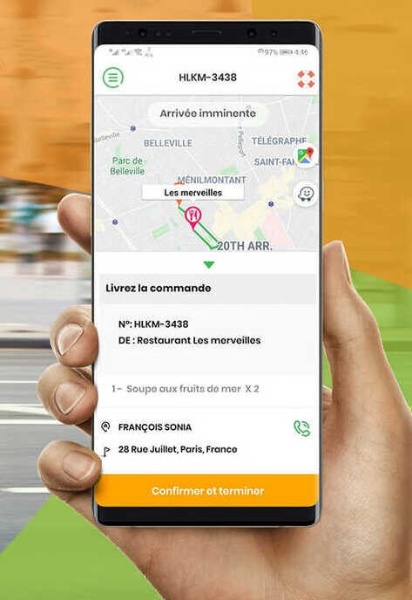 97% 4:46
HLKM-3438
Arrivée imminente
BELLEVILLE
TÉLÉGRAPHE
Parc de
Belleville
SAINT-FA
MÉNILMONTANT
Les merveilles
20TH ARR.
Livrez la commande
N°: HLKM-3438
DE : Restaurant Les merveilles
1 - Soupe aux fruits de mer X 2
FRANÇOIS SONIA
28 Rue Juillet, Paris, France
Confirmer et terminer